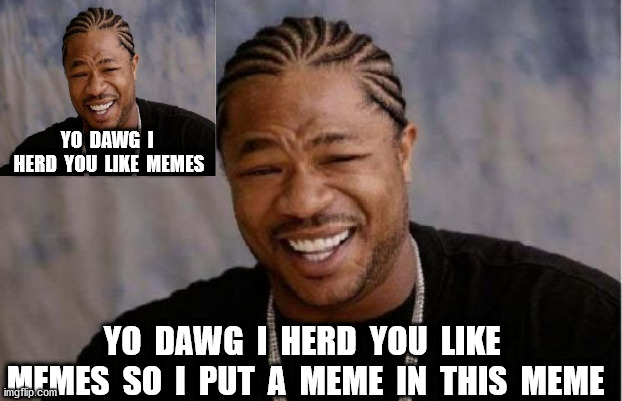 YO DAWG I
HERD YOU LIKE MEMES
YO DAWG I HERD YOU LIKE
MEMES SO I PUT A MEME IN THIS MEME
imgflip.com